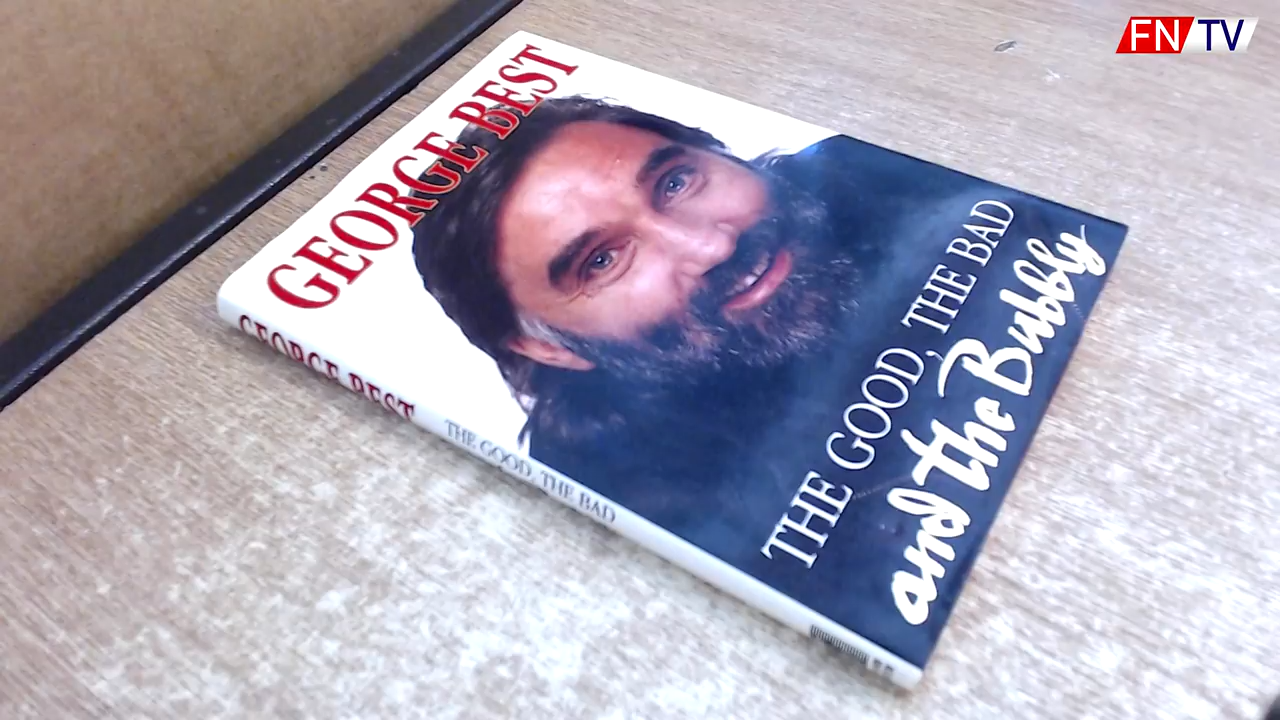 FN TV
GEORGE BEST
THE GOOD, THE BAD
and the Bubbly
GEORGE BEST
THE GOOD, THE BAD